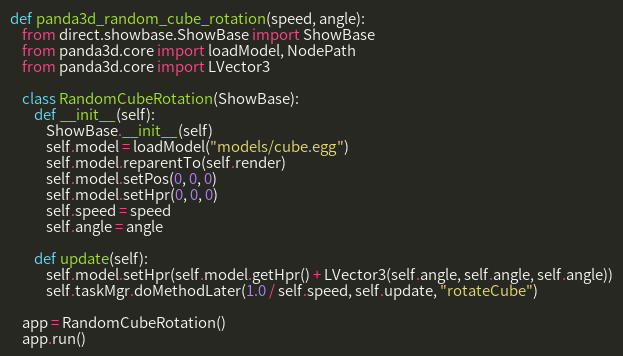 def panda3d_random_cube_rotation(speed, angle):
    from direct.showbase.ShowBase import ShowBase
    from panda3d.core import loadModel, NodePath
    from panda3d.core import LVector3

    class RandomCubeRotation(ShowBase):
        def __init__(self):
            ShowBase.__init__(self)
            self.model = loadModel("models/cube.egg")
            self.model.reparentTo(self.render)
            self.model.setPos(0, 0, 0)
            self.model.setHpr(0, 0, 0)
            self.speed = speed
            self.angle = angle

        def update(self):
            self.model.setHpr(self.model.getHpr() + LVector3(self.angle, self.angle, self.angle))
            self.taskMgr.doMethodLater(1.0 / self.speed, self.update, "rotateCube")

    app = RandomCubeRotation()
    app.run()